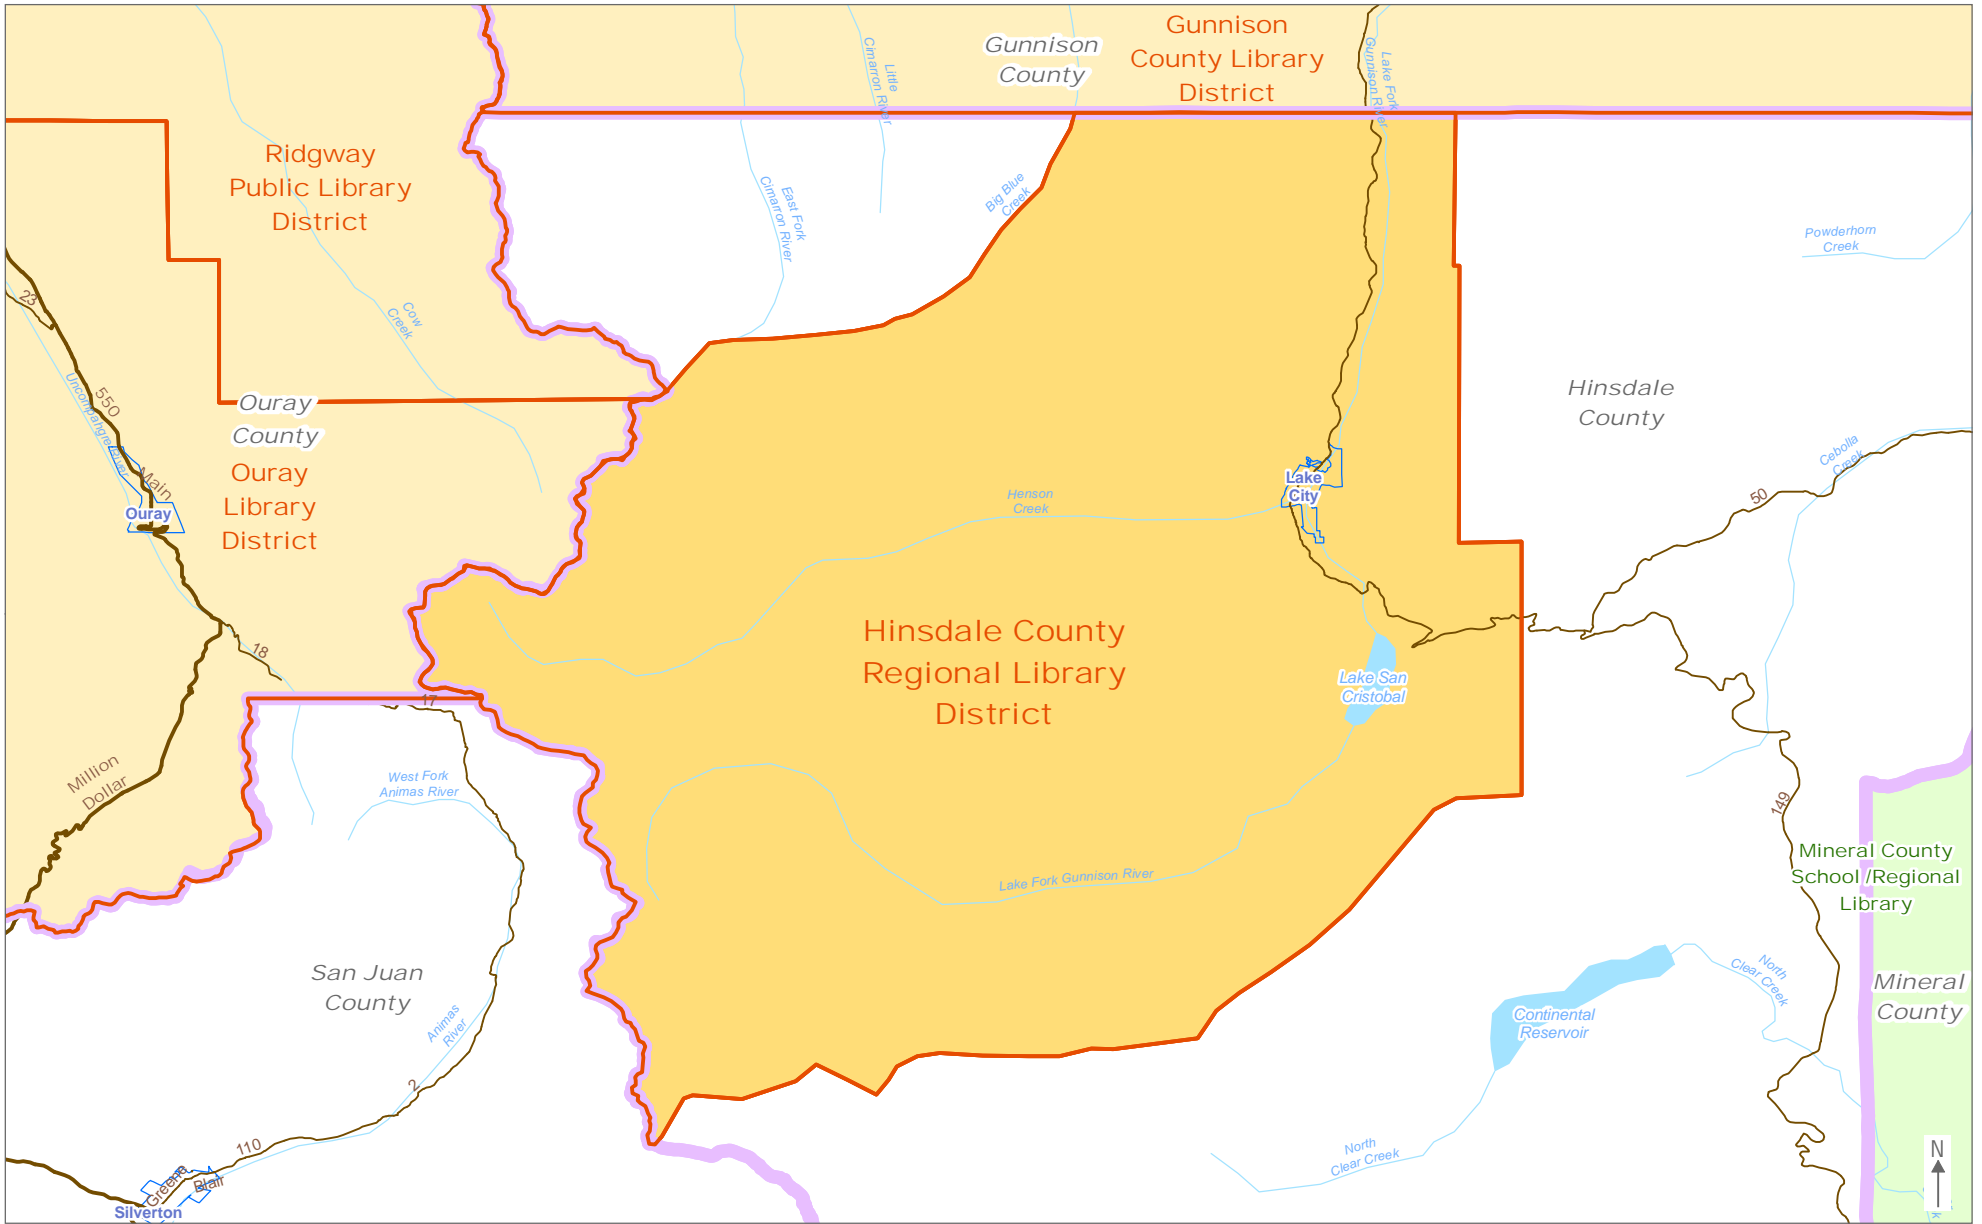 Gunnison
County Library
District
Gunnison
County
Little
Cimarron River
Lake Fork
Gunnison River
Ridgway
Public Library
District
East Fork
Cimarron River
Big Blue
Creek
Powderhorn
Creek
23
Cow
Creek
550
Uncompahgre River
Ouray
County
Hinsdale
County
Main
Ouray
Ouray
Library
District
Lake
City
Henson
Creek
Cebolla
Creek
50
18
17
Hinsdale County
Regional Library
District
Lake San
Cristobal
Million
Dollar
West Fork
Animas River
149
Mineral County
School /Regional
Library
Lake Fork Gunnison River
San Juan
County
Animas
River
North
Clear Creek
Mineral
County
Continental
Reservoir
2
110
North
Clear Creek
Greene
Blair
Silverton
N